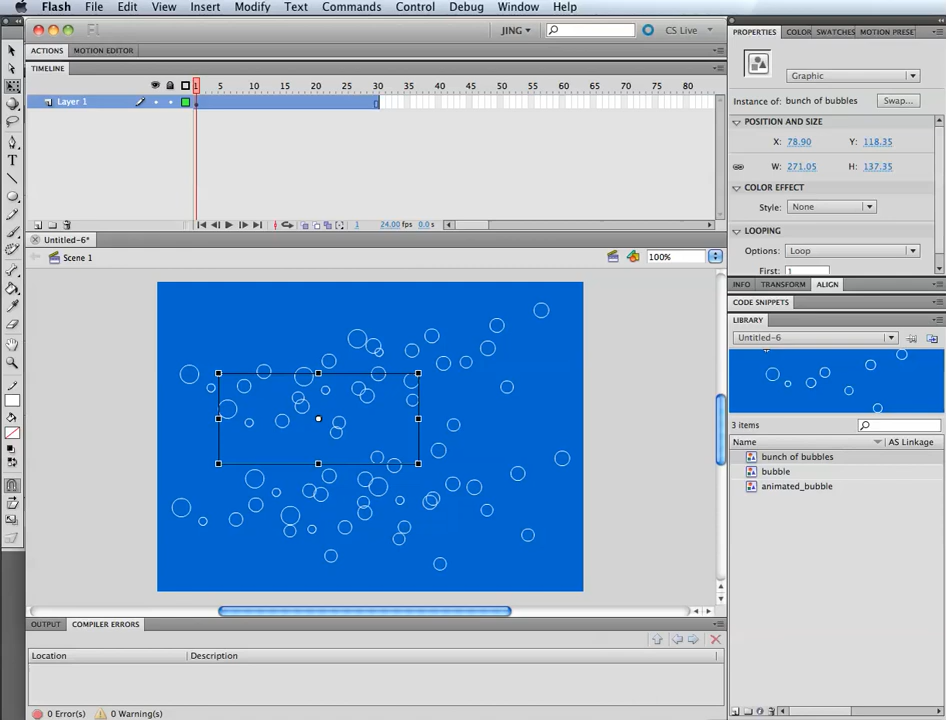 Flash File Edit View Insert Modify Text Commands Control Debug Window Help
JING CS Live
ACTIONS MOTION EDITOR
TIMELINE
1 5 10 15 20 25 30 35 40 45 50 55 60 65 70 75 80
Layer 1
1 24.00 fps 0.0 s
Untitled-6*
Scene 1 100%
OUTPUT COMPILER ERRORS
Location Description
0 Error(s) 0 Warning(s)
PROPERTIES COLOR SWATCHES MOTION PRESET
Graphic
Instance of: bunch of bubbles Swap...
POSITION AND SIZE
X: 78.90 Y: 118.35
W: 271.05 H: 137.35
COLOR EFFECT
Style: None
LOOPING
Options: Loop
First: 1
INFO TRANSFORM ALIGN
CODE SNIPPETS
LIBRARY
Untitled-6
3 items
Name AS Linkage
bunch of bubbles
bubble
animated_bubble